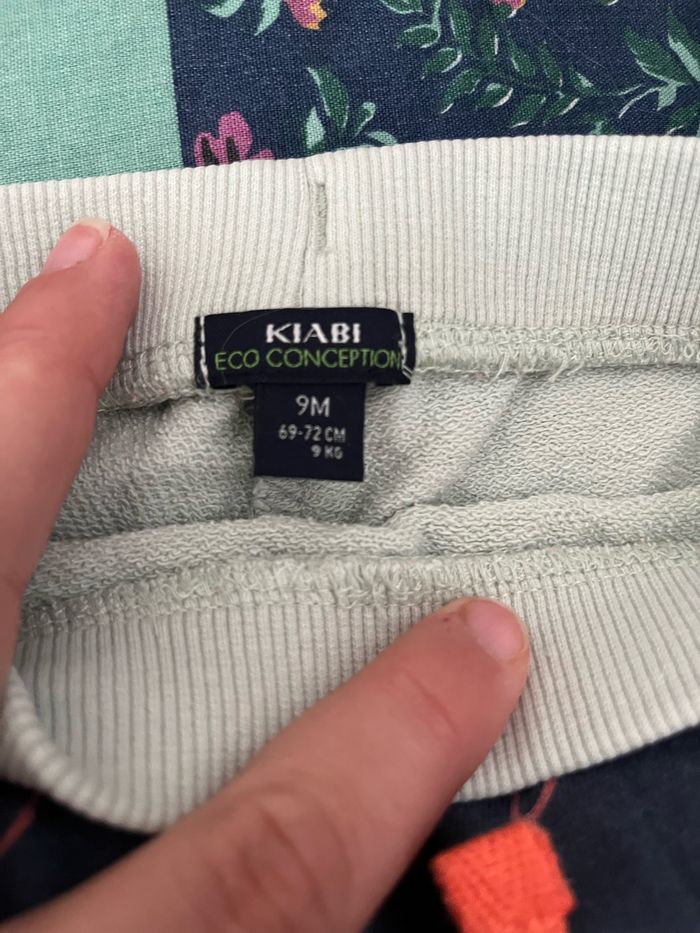 KIABI
ECO CONCEPTION
9M
69-72 CM
9 KG